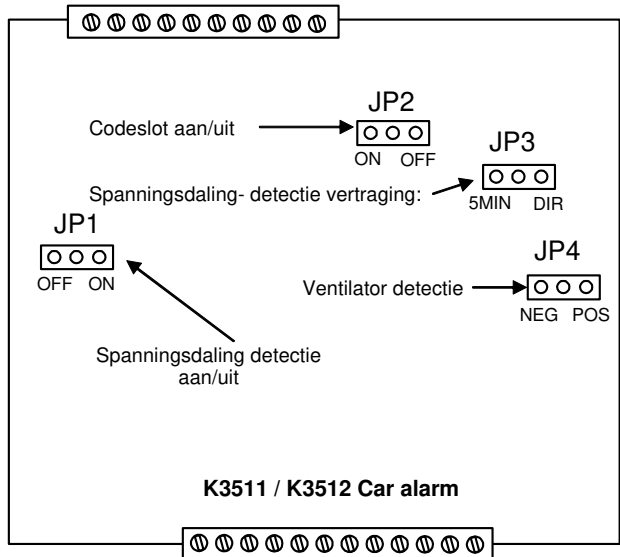 JP2
Codeslot aan/uit
ON OFF
JP3
Spanningsdaling- detectie vertraging:
5MIN DIR
JP1
OFF ON
JP4
Ventilator detectie
NEG POS
Spanningsdaling detectie
aan/uit
K3511 / K3512 Car alarm